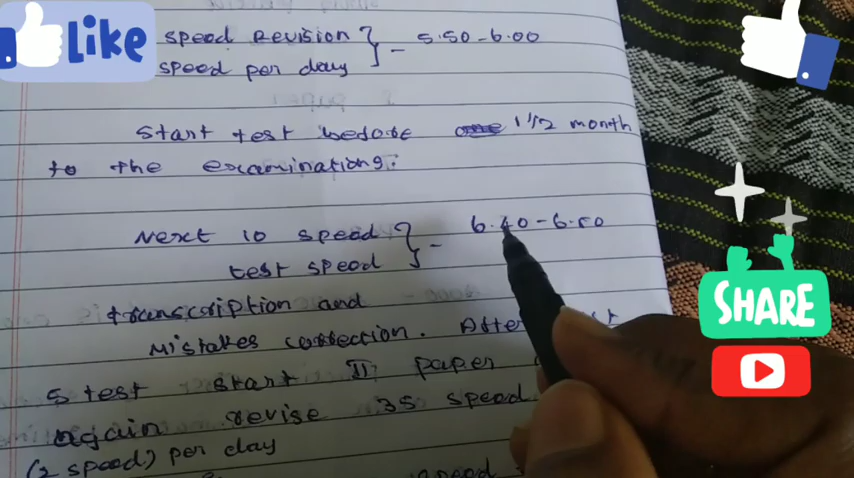 Like
speed Revision } - 5.50-6.00
speed per day
Start test before 1 1/2 month
to the examinations:
Next 10 speed } - 6.40-6.50
test speed
transcription and
Mistakes correction. After
5 test start II paper
again revise 35 speed
(2 speed) per day
speed
SHARE